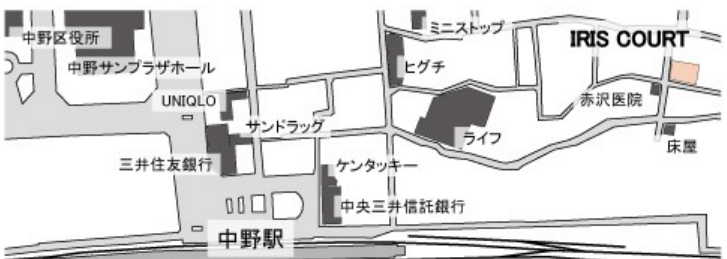 中野区役所
ミニストップ
IRIS COURT
中野サンプラザホール
ヒグチ
UNIQLO
赤沢医院
サンドラッグ
ライフ
床屋
三井住友銀行
ケンタッキー
中央三井信託銀行
中野駅